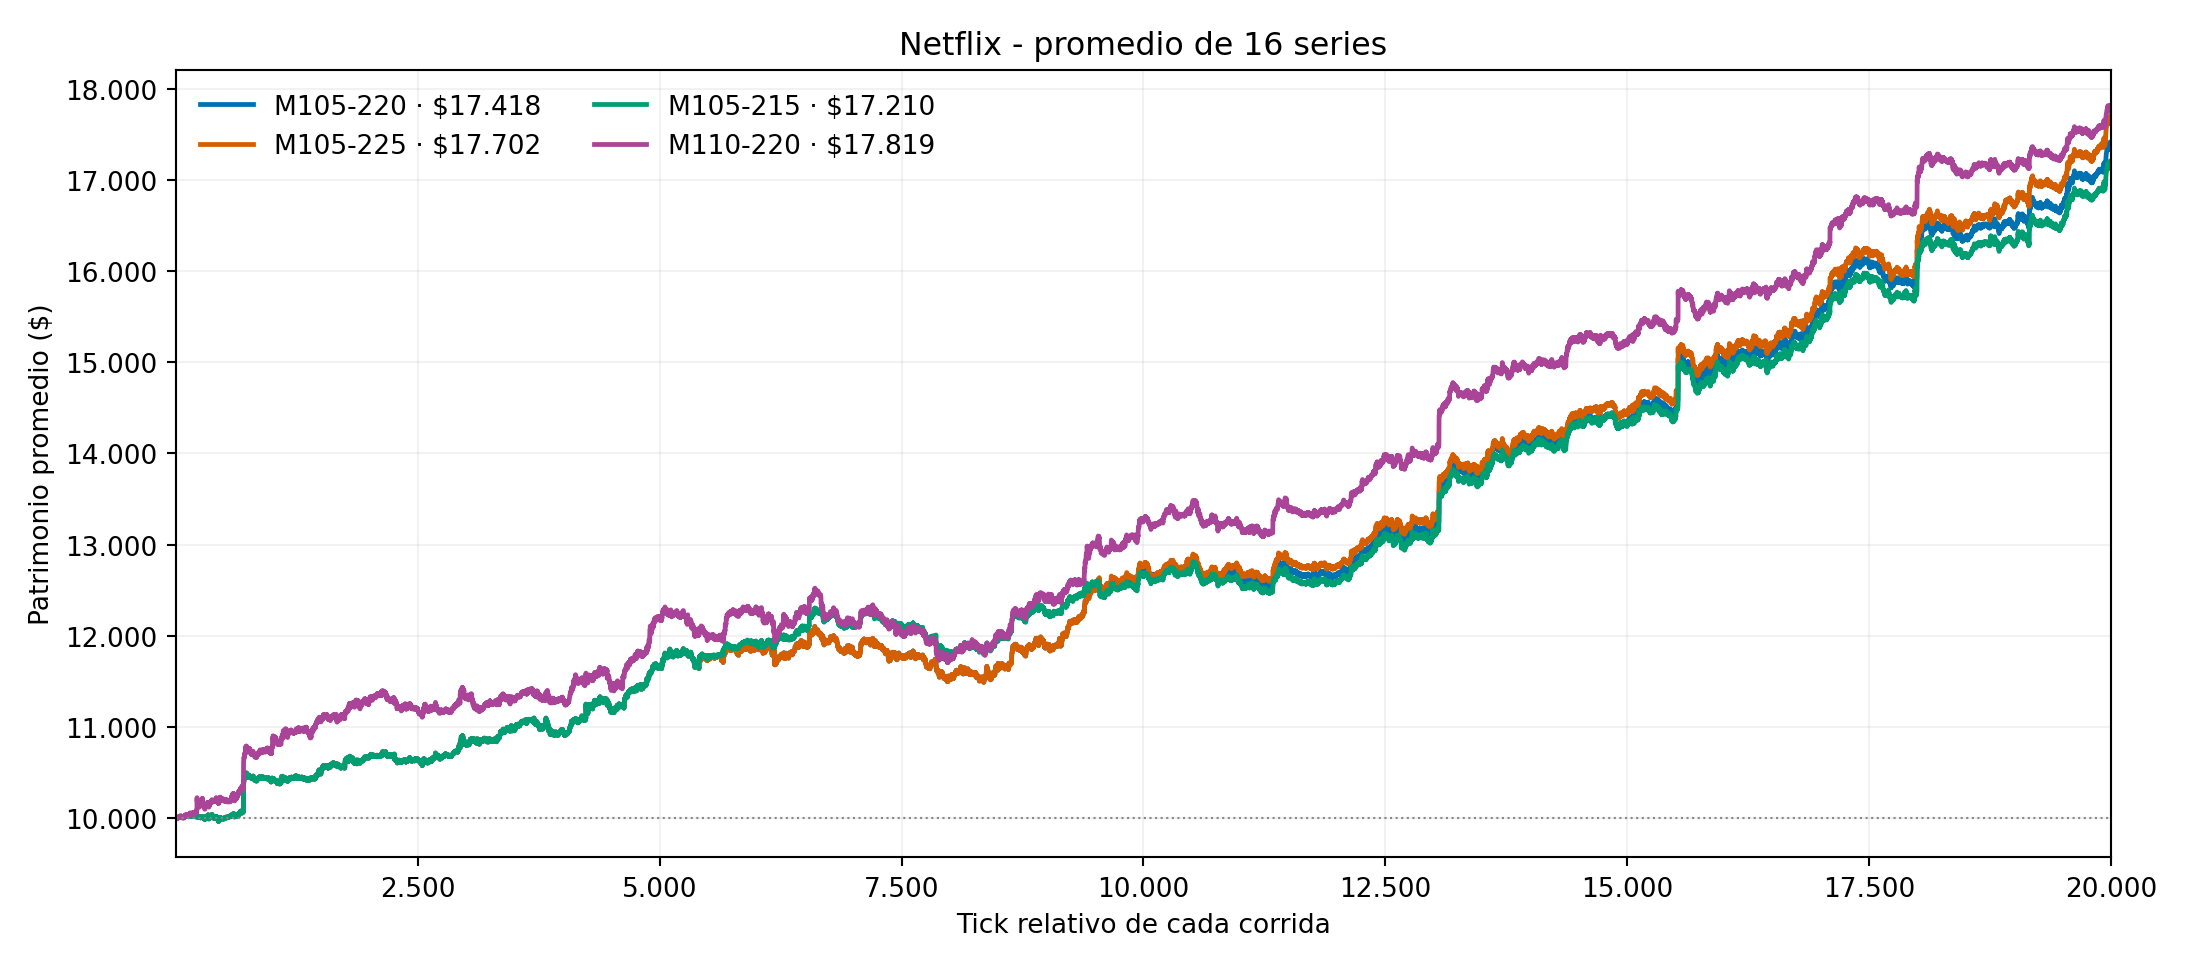 Netflix - promedio de 16 series
M105-220 · $17.418
M105-225 · $17.702
M105-215 · $17.210
M110-220 · $17.819
Patrimonio promedio ($)
18.000
17.000
16.000
15.000
14.000
13.000
12.000
11.000
10.000
2.500
5.000
7.500
10.000
12.500
15.000
17.500
20.000
Tick relativo de cada corrida